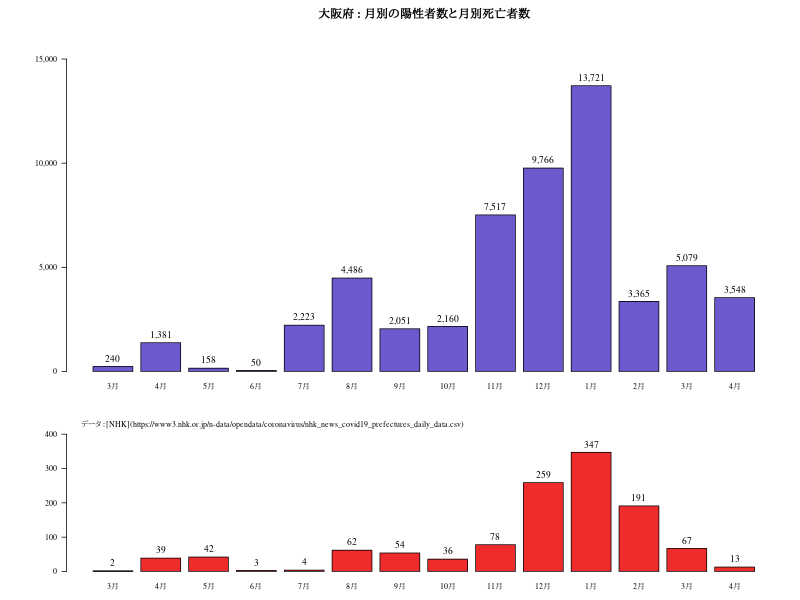 大阪府 : 月別の陽性者数と月別死亡者数
15,000
10,000
5,000
0
240 1,381 158 50 2,223 4,486 2,051 2,160 7,517 9,766 13,721 3,365 5,079 3,548
3月 4月 5月 6月 7月 8月 9月 10月 11月 12月 1月 2月 3月 4月
データ:[NHK](https://www3.nhk.or.jp/n-data/opendata/coronavirus/nhk_news_covid19_prefectures_daily_data.csv)
400
300
200
100
0
2 39 42 3 4 62 54 36 78 259 347 191 67 13
3月 4月 5月 6月 7月 8月 9月 10月 11月 12月 1月 2月 3月 4月